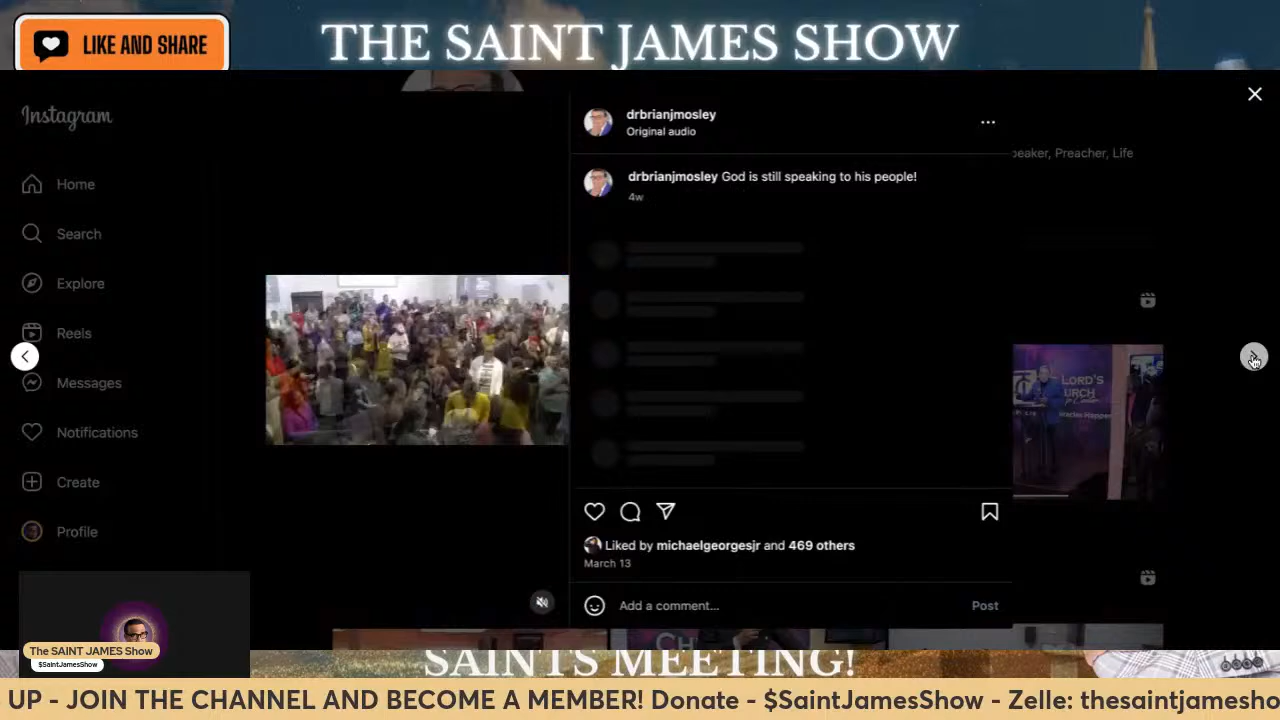 LIKE AND SHARE
THE SAINT JAMES SHOW
Instagram
Home
Search
Explore
Reels
Messages
Notifications
Create
Profile
drbrianjmosley
Original audio
drbrianjmosley God is still speaking to his people!
4w
Liked by michaelgeorgesjr and 469 others
March 13
Add a comment...
Post
peaker, Preacher, Life
LORD'S
URCH
The SAINT JAMES Show
$SaintJamesShow
SAINTS MEETING!
UP - JOIN THE CHANNEL AND BECOME A MEMBER! Donate - $SaintJamesShow - Zelle: thesaintjamesho